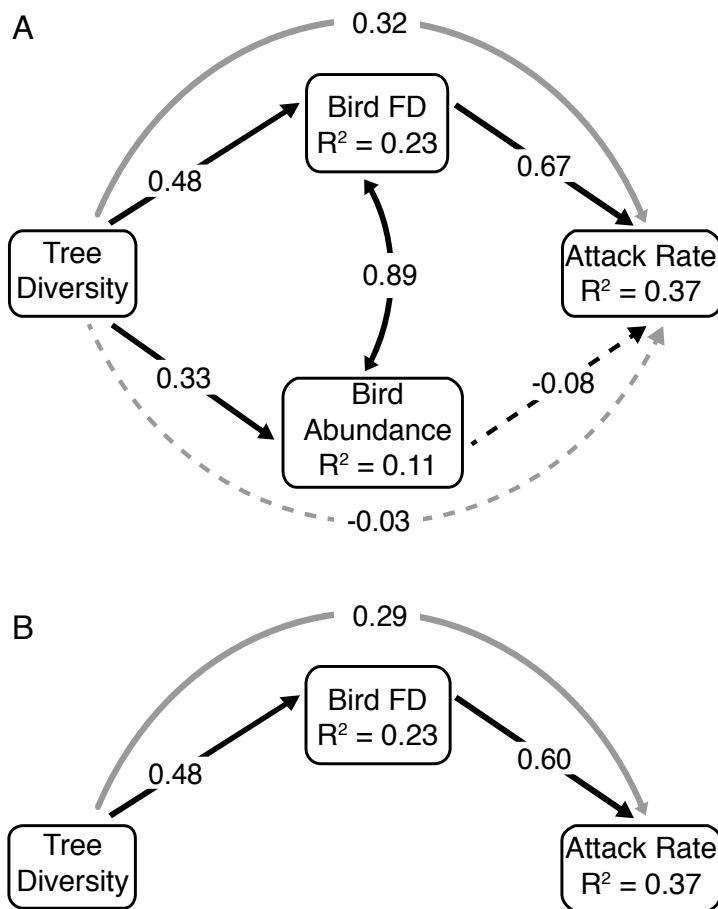 A
0.32
Bird FD
R² = 0.23
0.48
0.67
Tree
Diversity
Attack Rate
R² = 0.37
0.89
0.33
-0.08
Bird
Abundance
R² = 0.11
-0.03
B
0.29
Bird FD
R² = 0.23
0.48
0.60
Tree
Diversity
Attack Rate
R² = 0.37